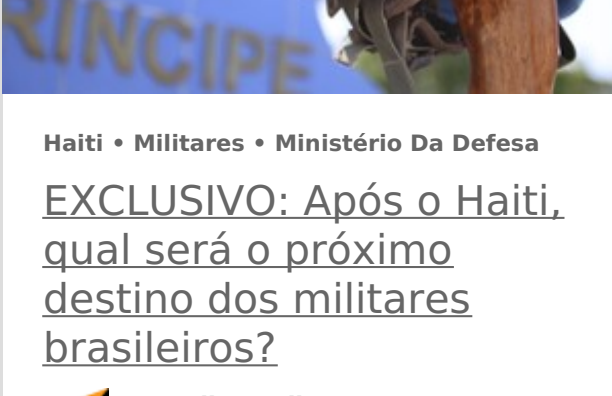 RINCIPE
Haiti • Militares • Ministério Da Defesa
EXCLUSIVO: Após o Haiti,
qual será o próximo
destino dos militares
brasileiros?